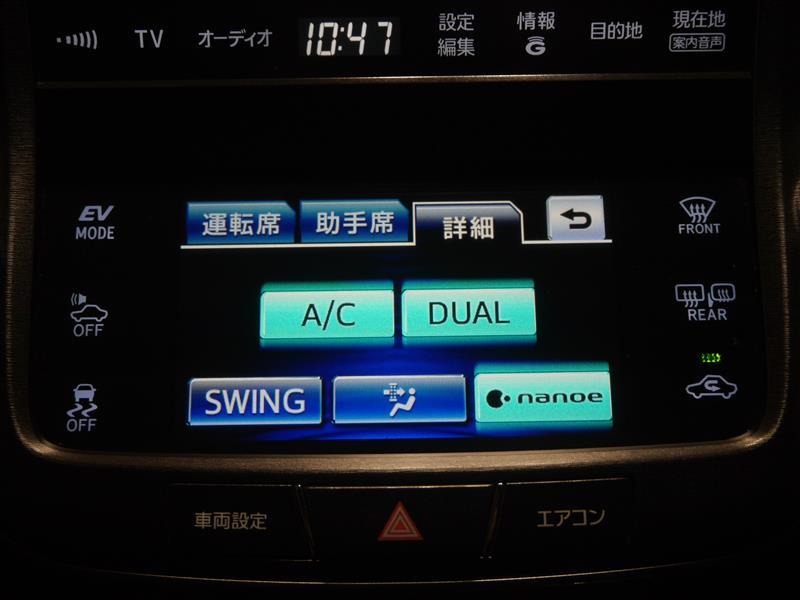 TV
オーディオ
10:47
設定
編集
情報
G
目的地
現在地
案内音声
EV
MODE
運転席
助手席
詳細
FRONT
OFF
A/C
DUAL
REAR
OFF
SWING
nanoe
車両設定
エアコン